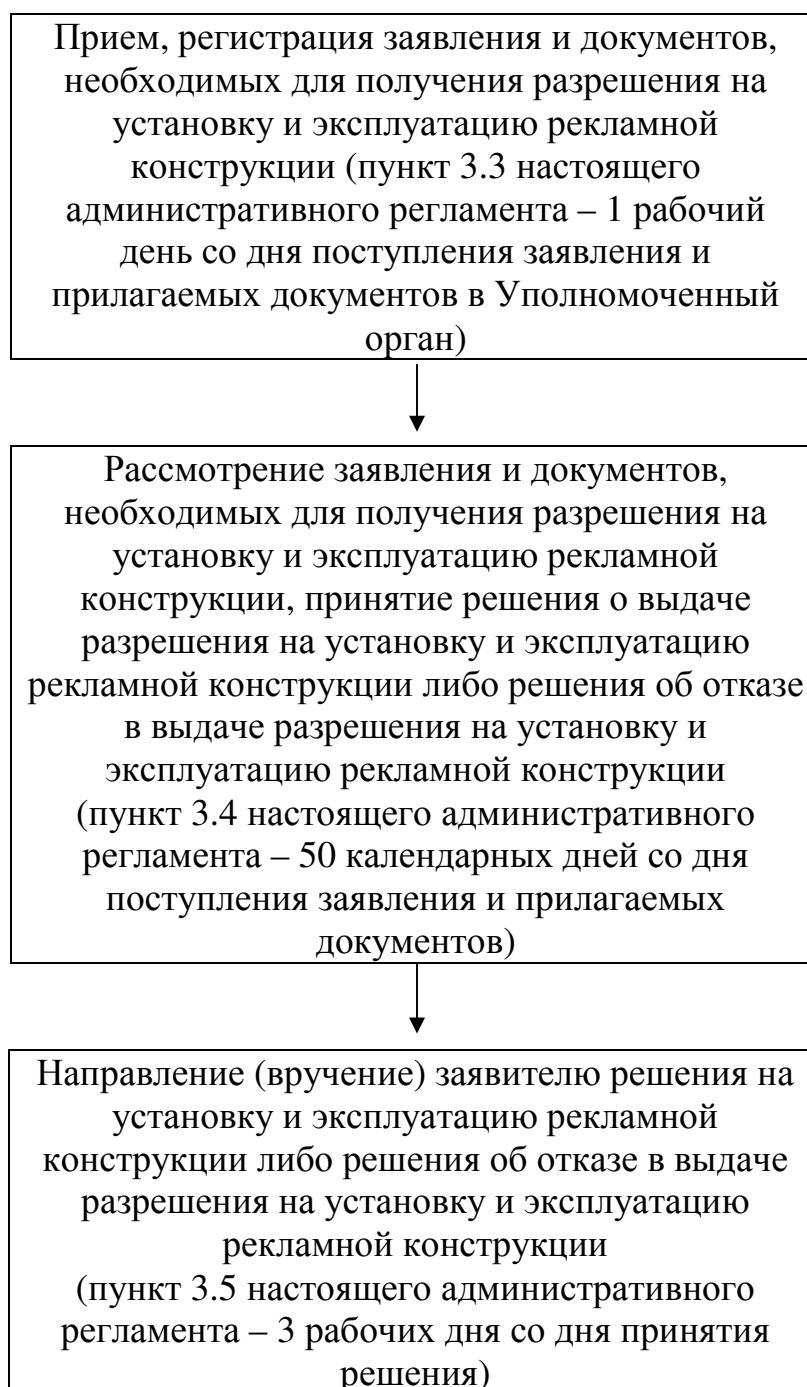 Прием, регистрация заявления и документов,
необходимых для получения разрешения на
установку и эксплуатацию рекламной
конструкции (пункт 3.3 настоящего
административного регламента – 1 рабочий
день со дня поступления заявления и
прилагаемых документов в Уполномоченный
орган)
Рассмотрение заявления и документов,
необходимых для получения разрешения на
установку и эксплуатацию рекламной
конструкции, принятие решения о выдаче
разрешения на установку и эксплуатацию
рекламной конструкции либо решения об отказе
в выдаче разрешения на установку и
эксплуатацию рекламной конструкции
(пункт 3.4 настоящего административного
регламента – 50 календарных дней со дня
поступления заявления и прилагаемых
документов)
Направление (вручение) заявителю решения на
установку и эксплуатацию рекламной
конструкции либо решения об отказе в выдаче
разрешения на установку и эксплуатацию
рекламной конструкции
(пункт 3.5 настоящего административного
регламента – 3 рабочих дня со дня принятия
решения)